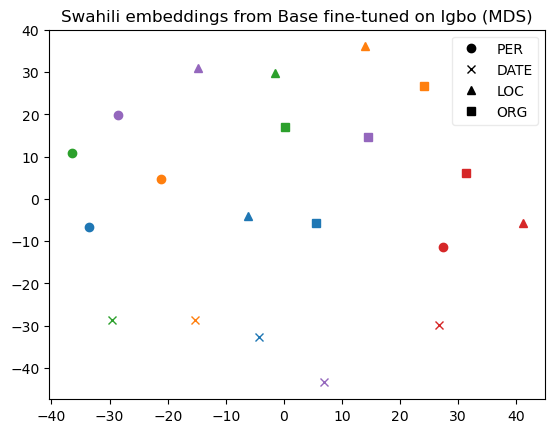 Swahili embeddings from Base fine-tuned on Igbo (MDS)
PER
DATE
LOC
ORG
40
30
20
10
0
−10
−20
−30
−40
−40 −30 −20 −10 0 10 20 30 40